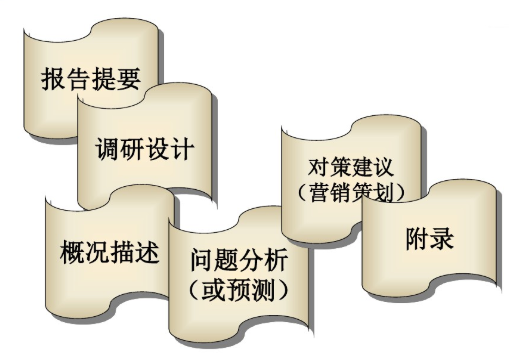 报告提要
调研设计
概况描述
问题分析
（或预测）
对策建议
（营销策划）
附录